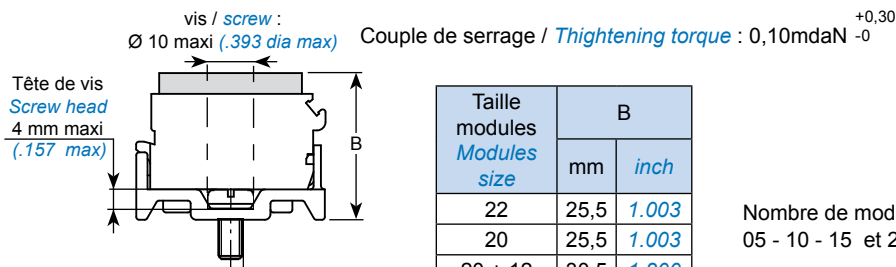 vis / screw :
Ø 10 maxi (.393 dia max)
Couple de serrage / Thightening torque : 0,10mdaN +0,30 -0
Tête de vis
Screw head
4 mm maxi
(.157 max)
B
Taille modules Modules size
B
mm inch
22 25,5 1.003
20 25,5 1.003
Nombre de mod
05 - 10 - 15 et 2